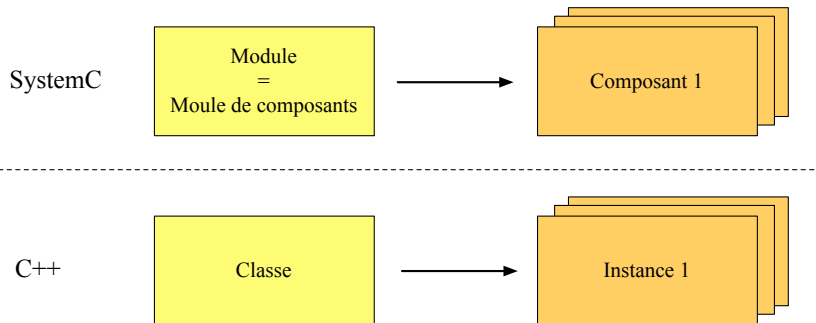 SystemC
Module
=
Moule de composants
Composant 1
C++
Classe
Instance 1